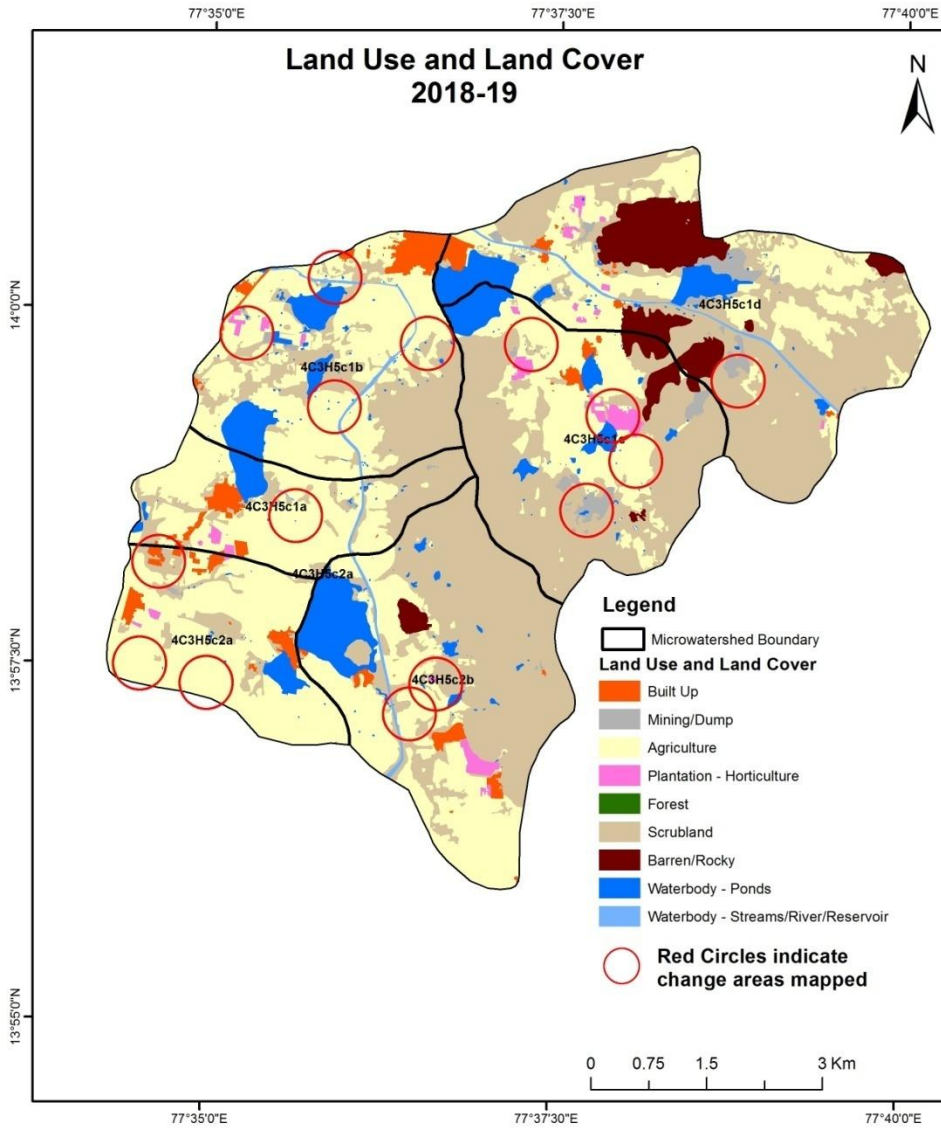 77°35'0"E 77°37'30"E 77°40'0"E
Land Use and Land Cover
2018-19
N
14°0'0"N
4C3H5c1d
4C3H5c1b
4C3H5c1c
4C3H5c1a
4C3H5c2a
4C3H5c2a
4C3H5c2b
13°57'30"N
13°55'0"N
Legend
Microwatershed Boundary
Land Use and Land Cover
Built Up
Mining/Dump
Agriculture
Plantation - Horticulture
Forest
Scrubland
Barren/Rocky
Waterbody - Ponds
Waterbody - Streams/River/Reservoir
Red Circles indicate
change areas mapped
0 0.75 1.5 3 Km
77°35'0"E 77°37'30"E 77°40'0"E